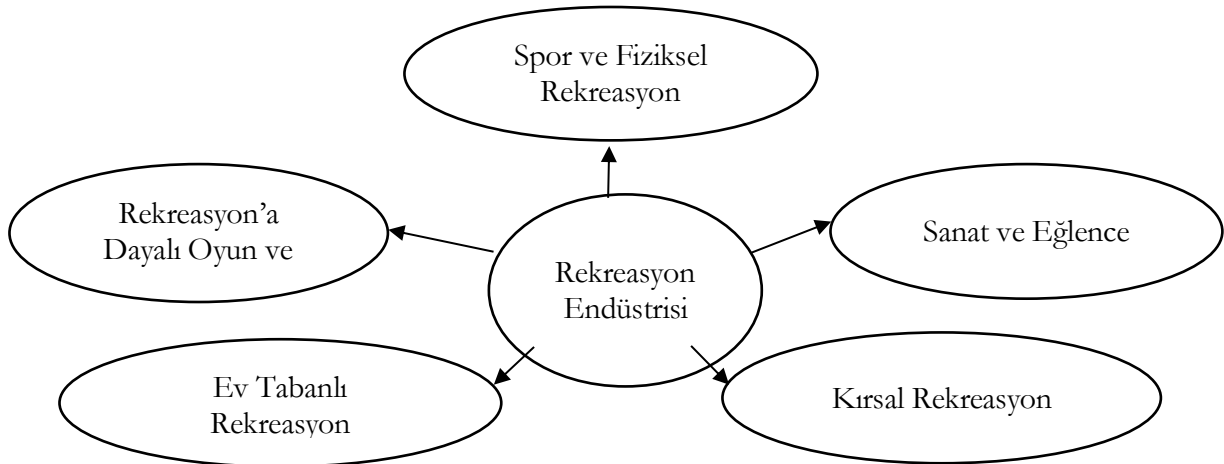 Spor ve Fiziksel
Rekreasyon
Rekreasyon’a
Dayalı Oyun ve
Sanat ve Eğlence
Rekreasyon
Endüstrisi
Ev Tabanlı
Rekreasyon
Kırsal Rekreasyon